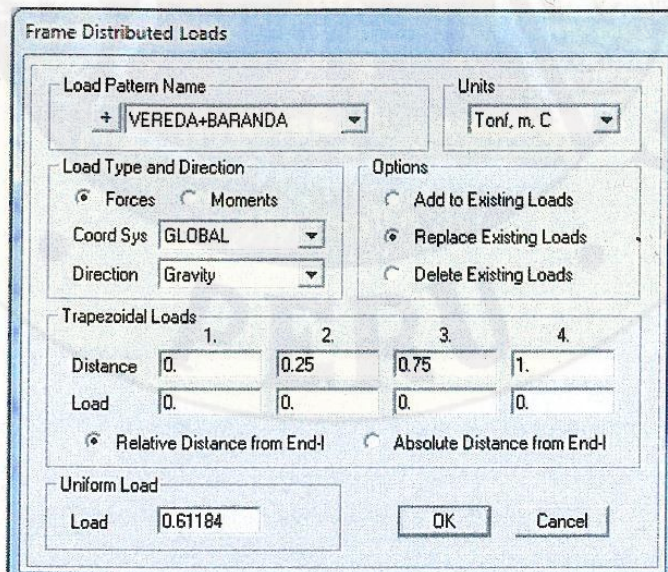 Frame Distributed Loads
Load Pattern Name
+ VEREDA+BARANDA
Units
Tonf, m, C
Load Type and Direction
Forces Moments
Coord Sys GLOBAL
Direction Gravity
Options
Add to Existing Loads
Replace Existing Loads
Delete Existing Loads
Trapezoidal Loads
1. 2. 3. 4.
Distance 0. 0.25 0.75 1.
Load 0. 0. 0. 0.
Relative Distance from End-I Absolute Distance from End-I
Uniform Load
Load 0.61184
OK Cancel
PERU